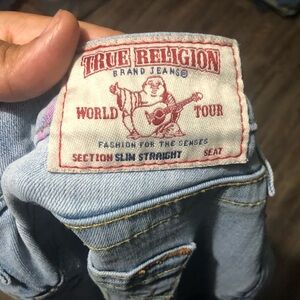 TRUE RELIGION
BRAND JEANS®
WORLD TOUR
FASHION FOR THE SENSES
SECTION SLIM STRAIGHT SEAT